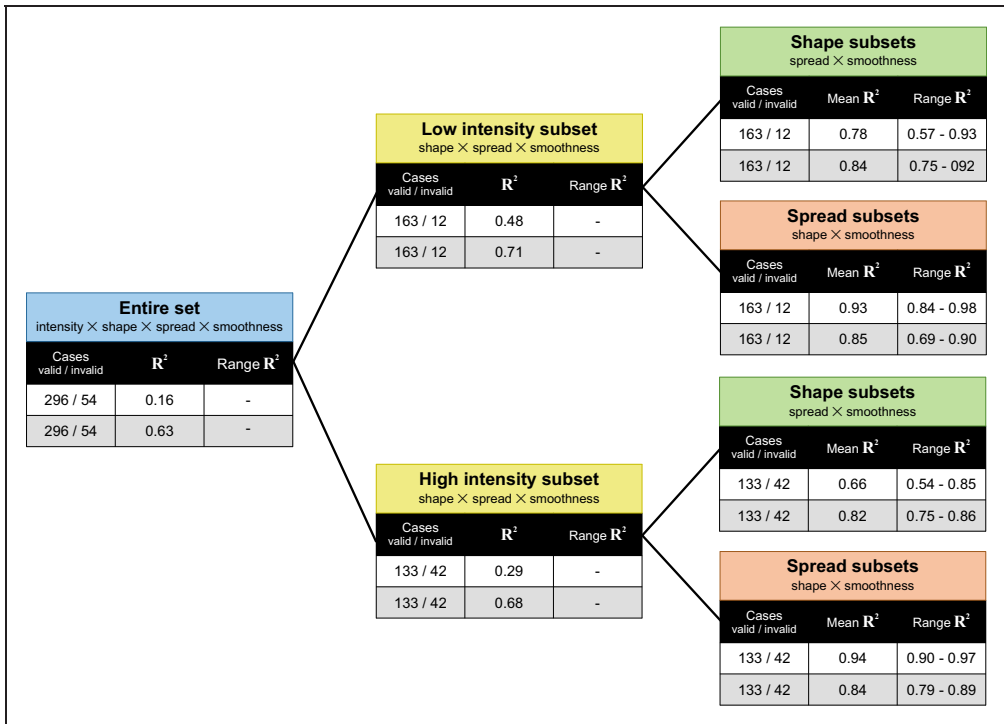 Entire set
intensity × shape × spread × smoothness
Cases valid / invalid R² Range R²
296 / 54 0.16 -
296 / 54 0.63 -
Low intensity subset
shape × spread × smoothness
Cases valid / invalid R² Range R²
163 / 12 0.48 -
163 / 12 0.71 -
High intensity subset
shape × spread × smoothness
Cases valid / invalid R² Range R²
133 / 42 0.29 -
133 / 42 0.68 -
Shape subsets
spread × smoothness
Cases valid / invalid Mean R² Range R²
163 / 12 0.78 0.57 - 0.93
163 / 12 0.84 0.75 - 092
Spread subsets
shape × smoothness
Cases valid / invalid Mean R² Range R²
163 / 12 0.93 0.84 - 0.98
163 / 12 0.85 0.69 - 0.90
Shape subsets
spread × smoothness
Cases valid / invalid Mean R² Range R²
133 / 42 0.66 0.54 - 0.85
133 / 42 0.82 0.75 - 0.86
Spread subsets
shape × smoothness
Cases valid / invalid Mean R² Range R²
133 / 42 0.94 0.90 - 0.97
133 / 42 0.84 0.79 - 0.89